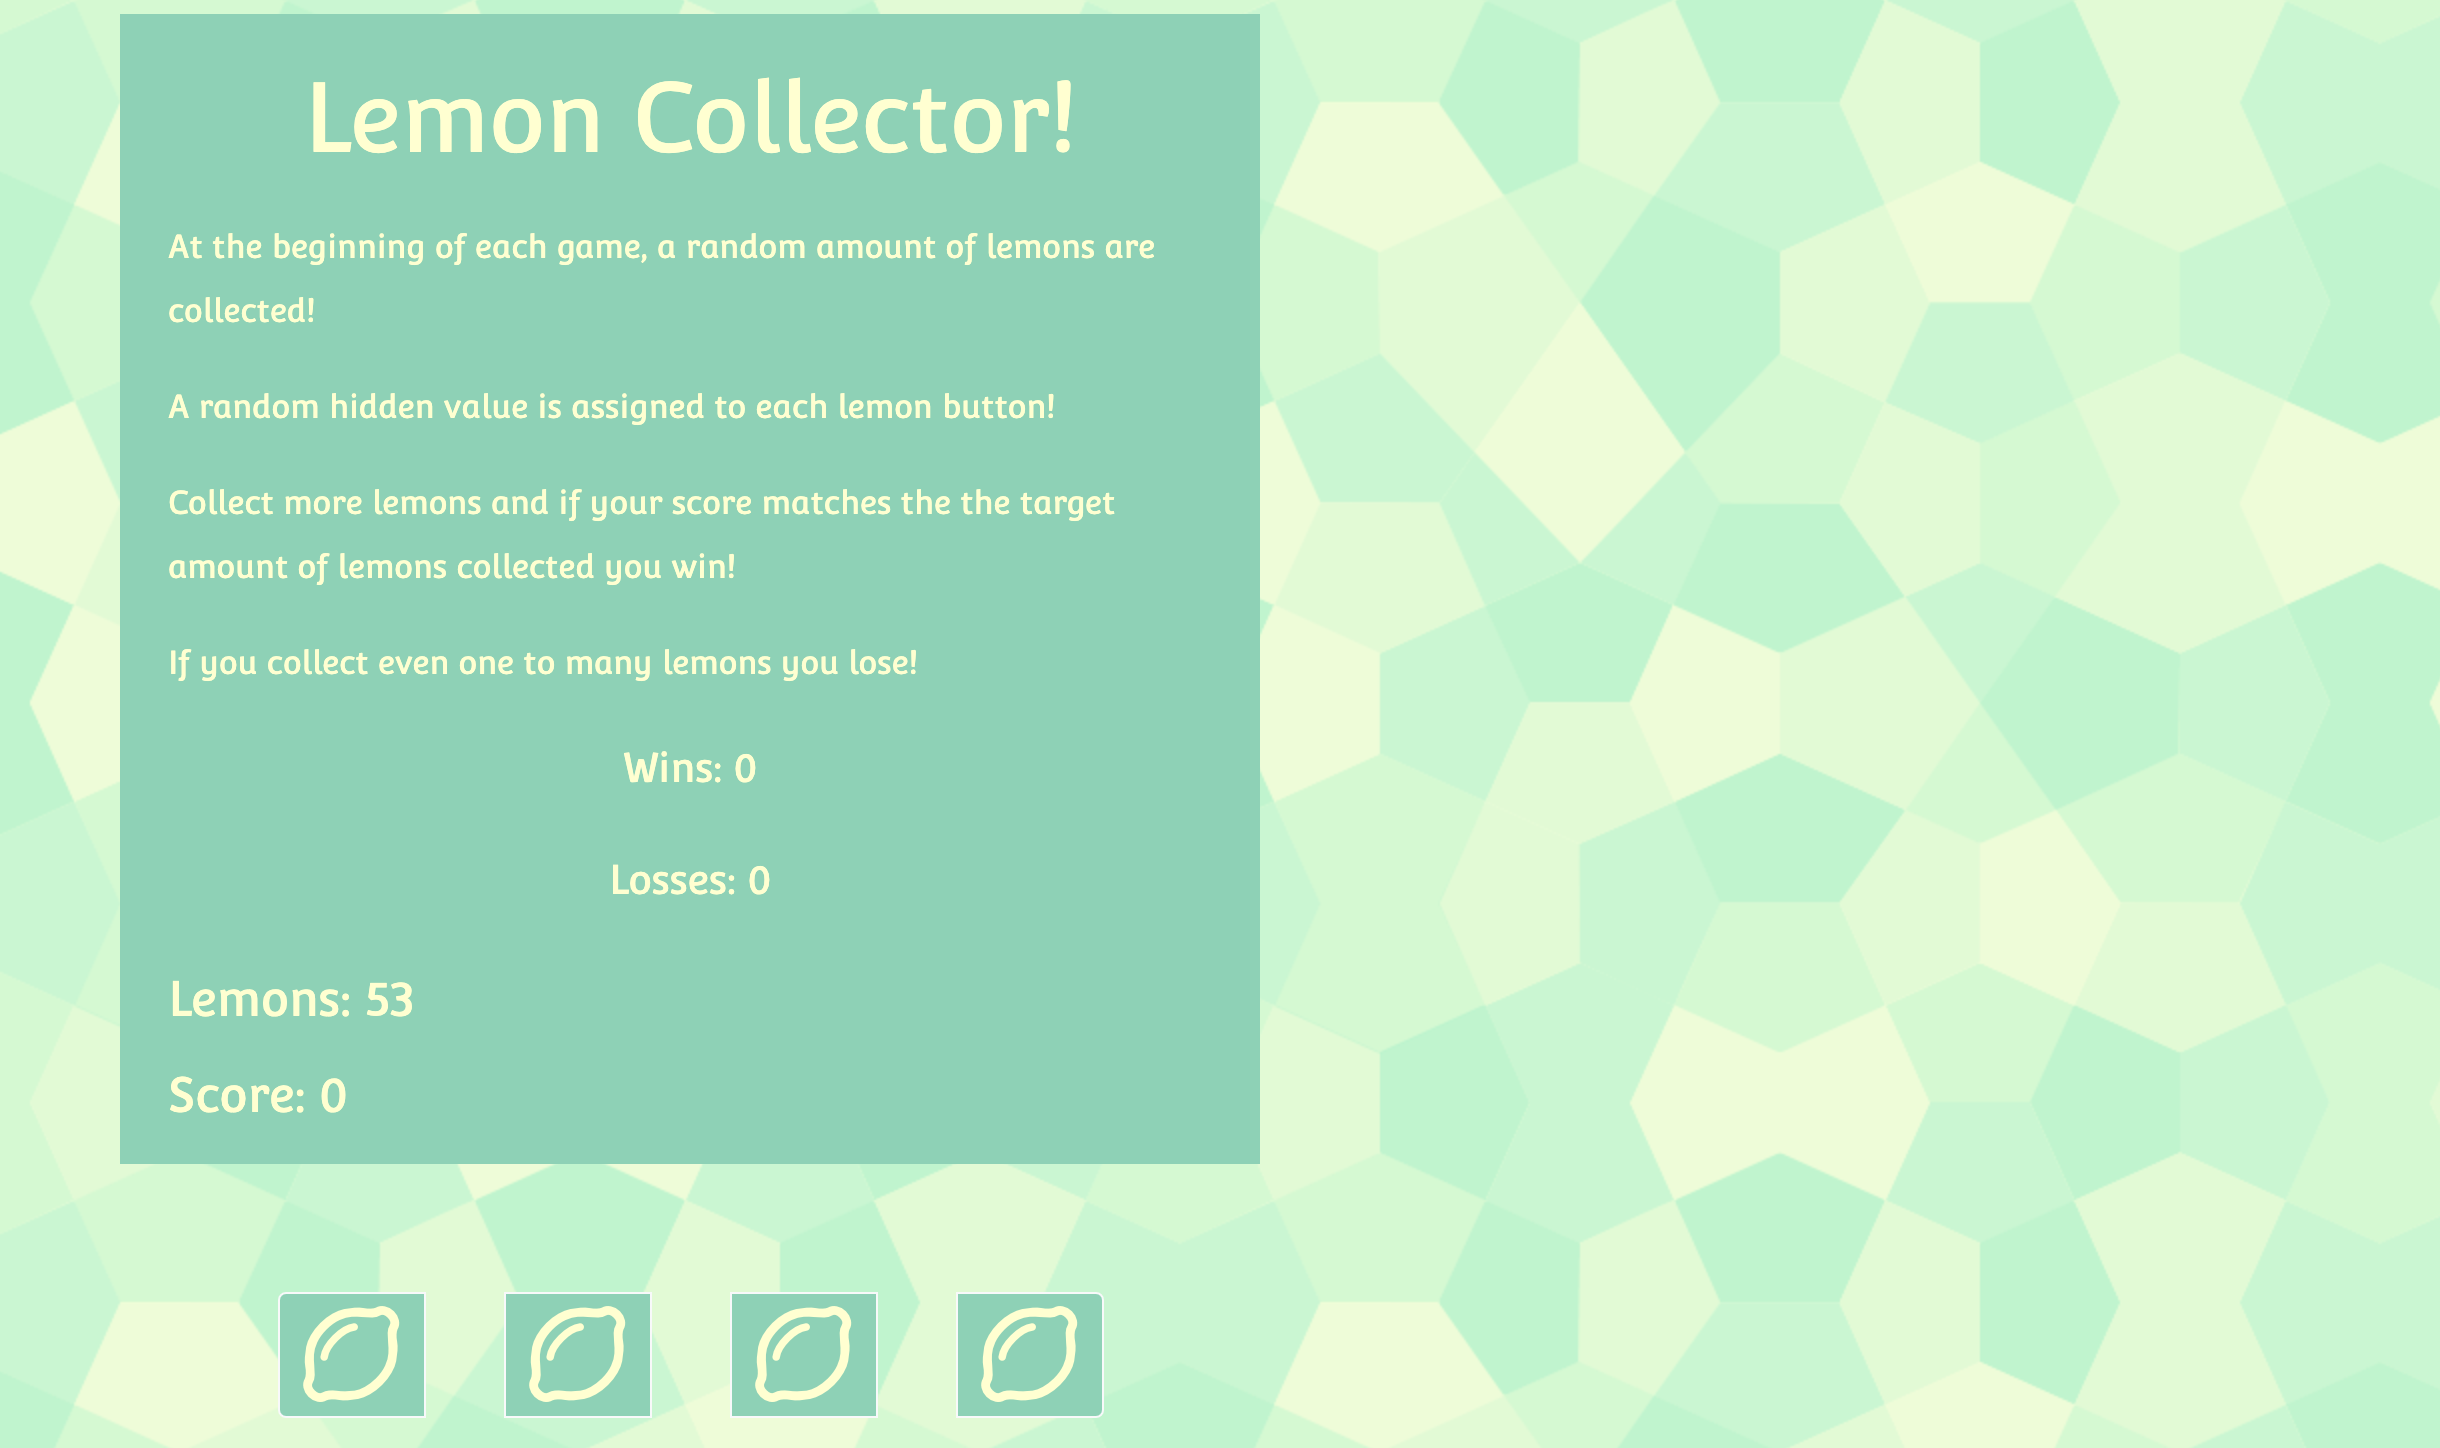 Lemon Collector!
At the beginning of each game, a random amount of lemons are
collected!
A random hidden value is assigned to each lemon button!
Collect more lemons and if your score matches the the target
amount of lemons collected you win!
If you collect even one to many lemons you lose!
Wins: 0
Losses: 0
Lemons: 53
Score: 0